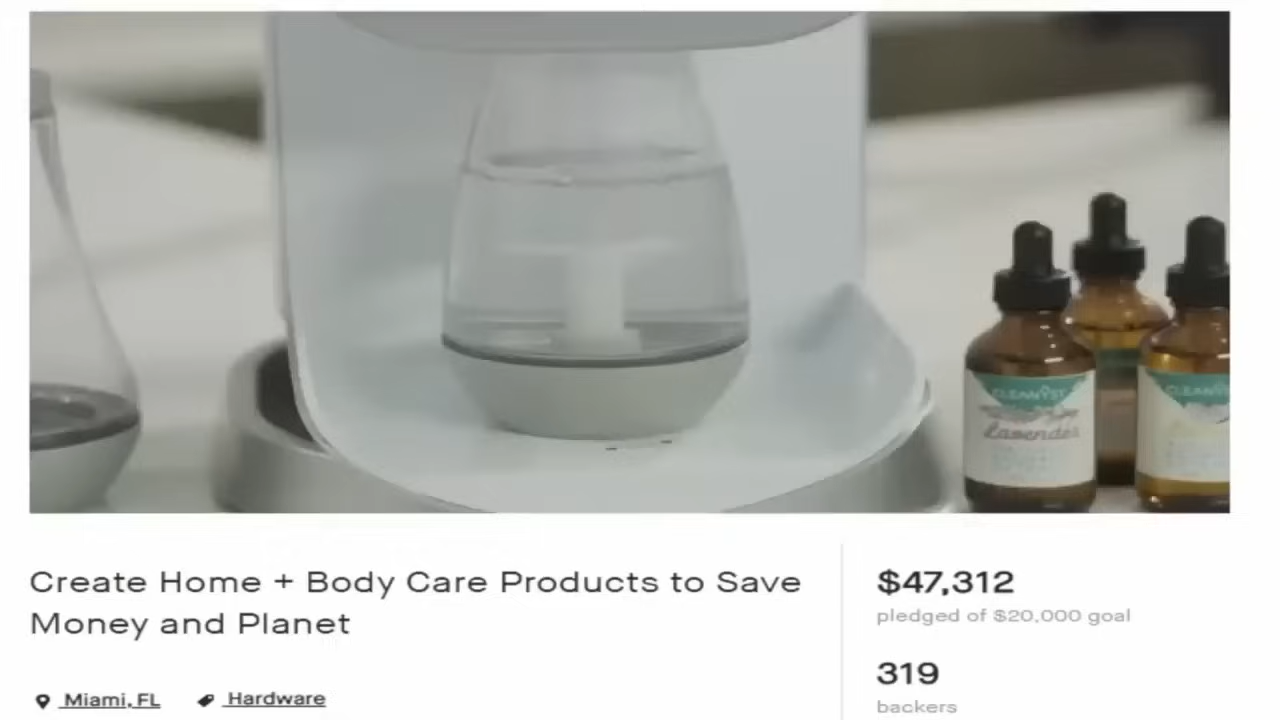 CLEANYST
CLEANYST
Lavender
Create Home + Body Care Products to Save
Money and Planet
$47,312
pledged of $20,000 goal
319
backers
Miami, FL
Hardware